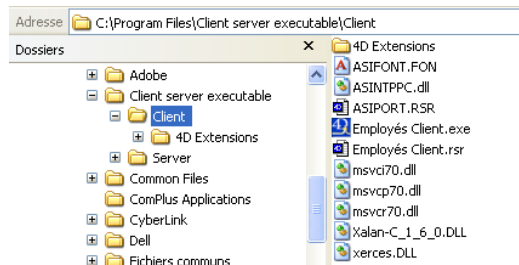 Adresse C:\Program Files\Client server executable\Client
Dossiers
Adobe
Client server executable
Client
4D Extensions
Server
Common Files
ComPlus Applications
CyberLink
Dell
Fichiers communs
4D Extensions
ASIFONT.FON
ASINTPPC.dll
ASIPORT.RSR
Employés Client.exe
Employés Client.rsr
msvci70.dll
msvcp70.dll
msvcr70.dll
Xalan-C_1_6_0.DLL
xerces.DLL